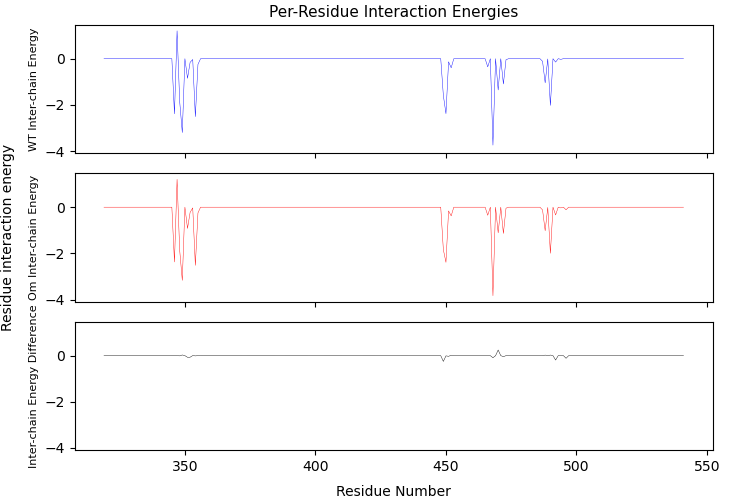 Per-Residue Interaction Energies
Residue interaction energy
WT Inter-chain Energy
0
−2
−4
Om Inter-chain Energy
0
−2
−4
Inter-chain Energy Difference
0
−2
−4
350
400
450
500
550
Residue Number